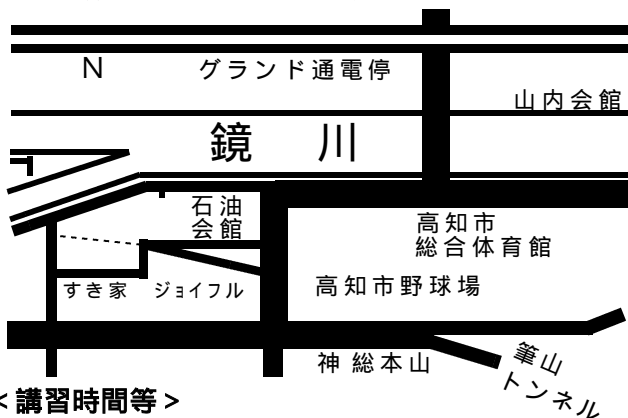 N
グランド通電停
山内会館
鏡 川
石油
会館
高知市
総合体育館
すき家 ジョイフル
高知市野球場
神 総本山
筆山
トンネル
<講習時間等>